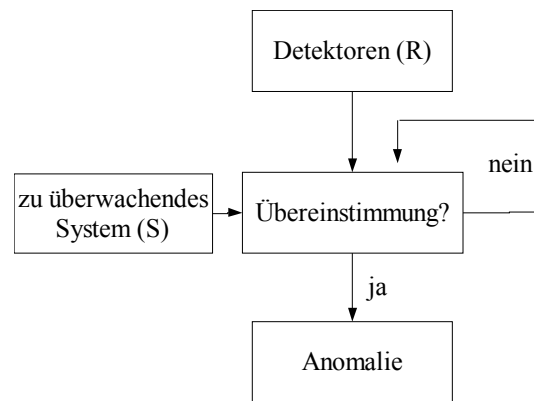 Detektoren (R)
nein
zu überwachendes
System (S)
Übereinstimmung?
ja
Anomalie